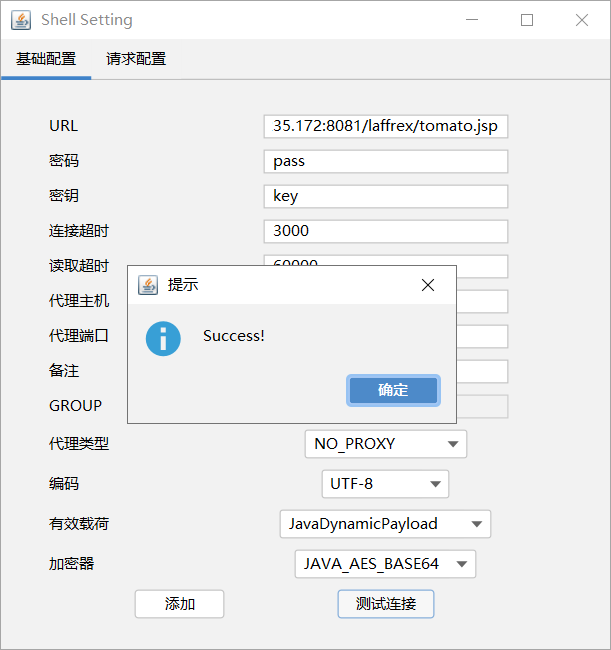 Shell Setting
基础配置 请求配置
URL 35.172:8081/laffrex/tomato.jsp
密码 pass
密钥 key
连接超时 3000
读取超时 60000
提示
代理主机
Success!
代理端口
备注
确定
GROUP
代理类型 NO_PROXY
编码 UTF-8
有效载荷 JavaDynamicPayload
加密器 JAVA_AES_BASE64
添加 测试连接